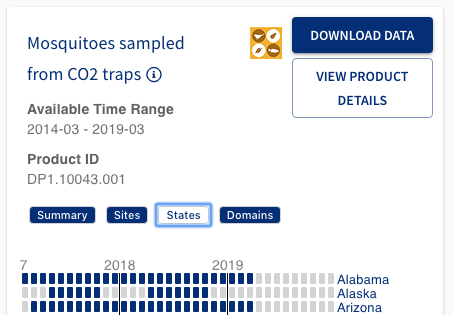 Mosquitoes sampled
from CO2 traps
DOWNLOAD DATA
VIEW PRODUCT
DETAILS
Available Time Range
2014-03 - 2019-03
Product ID
DP1.10043.001
Summary Sites States Domains
7 2018 2019
Alabama
Alaska
Arizona